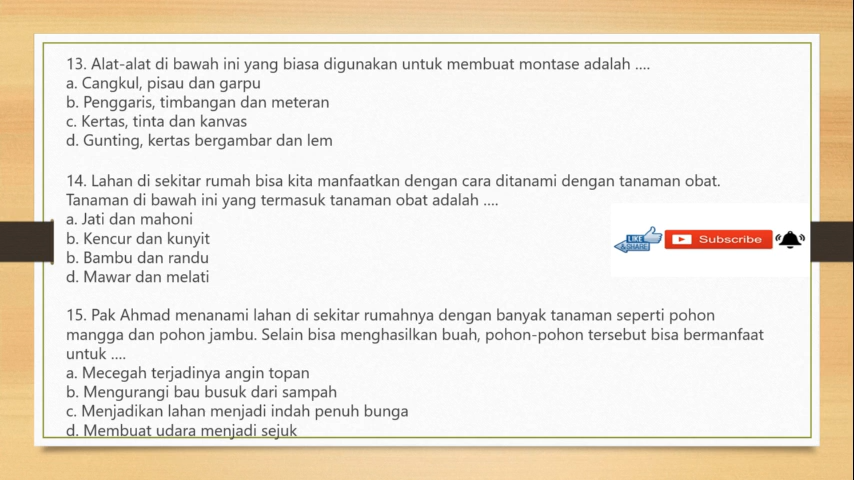 13. Alat-alat di bawah ini yang biasa digunakan untuk membuat montase adalah ....
a. Cangkul, pisau dan garpu
b. Penggaris, timbangan dan meteran
c. Kertas, tinta dan kanvas
d. Gunting, kertas bergambar dan lem
14. Lahan di sekitar rumah bisa kita manfaatkan dengan cara ditanami dengan tanaman obat.
Tanaman di bawah ini yang termasuk tanaman obat adalah ....
a. Jati dan mahoni
b. Kencur dan kunyit
b. Bambu dan randu
d. Mawar dan melati
LIKE
& SHARE
Subscribe
15. Pak Ahmad menanami lahan di sekitar rumahnya dengan banyak tanaman seperti pohon
mangga dan pohon jambu. Selain bisa menghasilkan buah, pohon-pohon tersebut bisa bermanfaat
untuk ....
a. Mecegah terjadinya angin topan
b. Mengurangi bau busuk dari sampah
c. Menjadikan lahan menjadi indah penuh bunga
d. Membuat udara menjadi sejuk